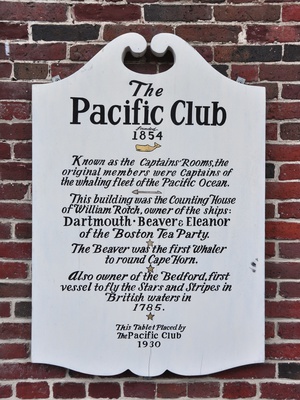 The
Pacific Club
Founded
1854
Known as the Captains Rooms, the
original members were Captains of
the whaling fleet of the Pacific Ocean.
This building was the Counting House
of William Rotch, owner of the ships:
Dartmouth · Beaver & Eleanor
of the Boston Tea Party.
The Beaver was the first Whaler
to round Cape Horn.
Also owner of the Bedford, first
vessel to fly the Stars and Stripes in
British waters in
1785.
This Tablet Placed by
The Pacific Club
1930